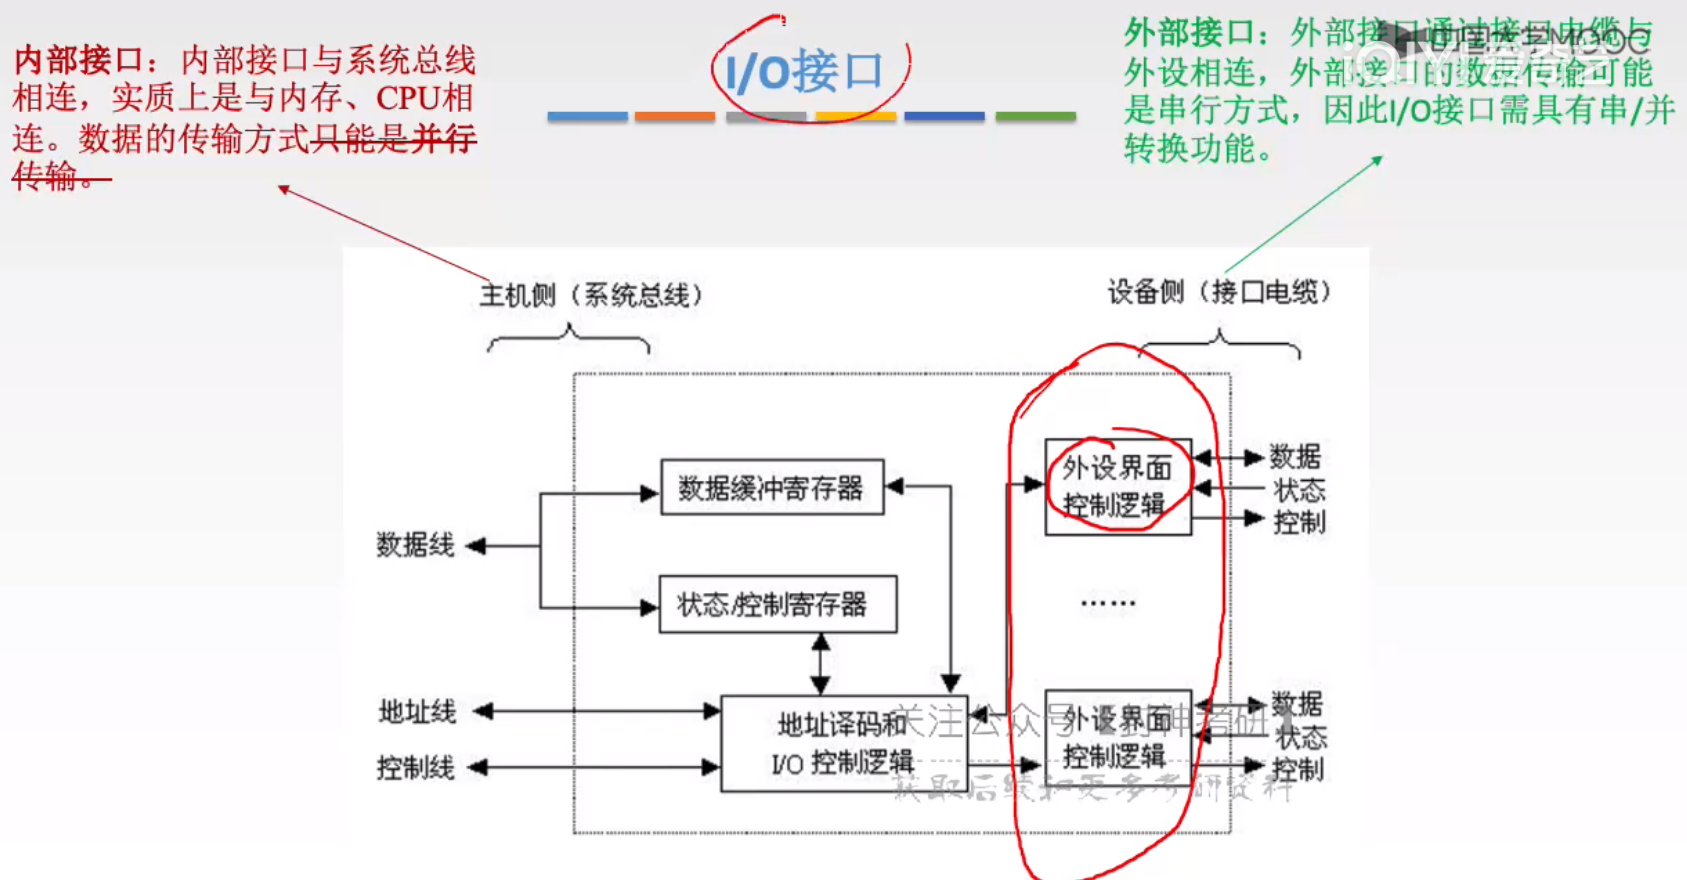 I/O接口
内部接口：内部接口与系统总线
相连，实质上是与内存、CPU相
连。数据的传输方式只能是并行
传输。
外部接口：外部接口通过接口电缆与
外设相连，外部接口的数据传输可能
是串行方式，因此I/O接口需具有串/并
转换功能。
主机侧（系统总线）
设备侧（接口电缆）
数据缓冲寄存器
外设界面
控制逻辑
数据
状态
控制
数据线
状态/控制寄存器
……
地址线
控制线
地址译码和
I/O 控制逻辑
外设界面
控制逻辑
数据
状态
控制
关注公众号
获取后续和更多考研资料